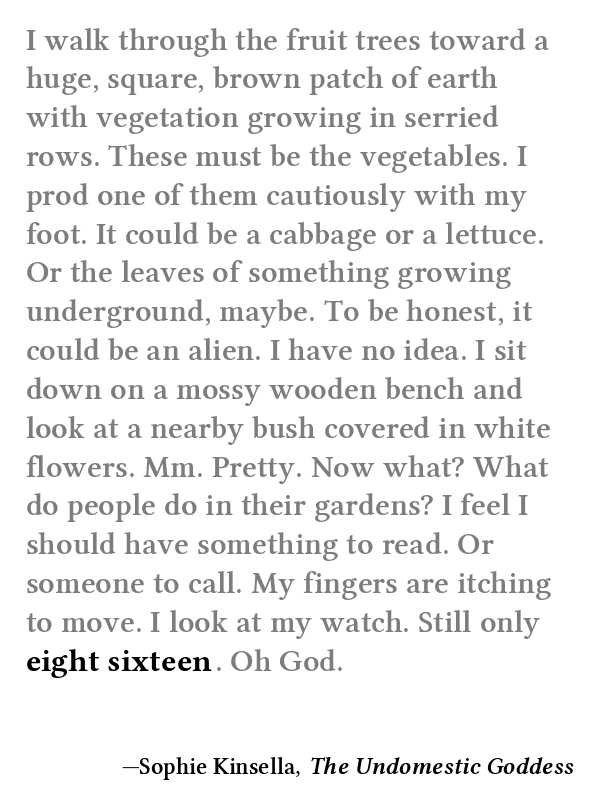 I walk through the fruit trees toward a
huge, square, brown patch of earth
with vegetation growing in serried
rows. These must be the vegetables. I
prod one of them cautiously with my
foot. It could be a cabbage or a lettuce.
Or the leaves of something growing
underground, maybe. To be honest, it
could be an alien. I have no idea. I sit
down on a mossy wooden bench and
look at a nearby bush covered in white
flowers. Mm. Pretty. Now what? What
do people do in their gardens? I feel I
should have something to read. Or
someone to call. My fingers are itching
to move. I look at my watch. Still only
eight sixteen. Oh God.
—Sophie Kinsella, The Undomestic Goddess